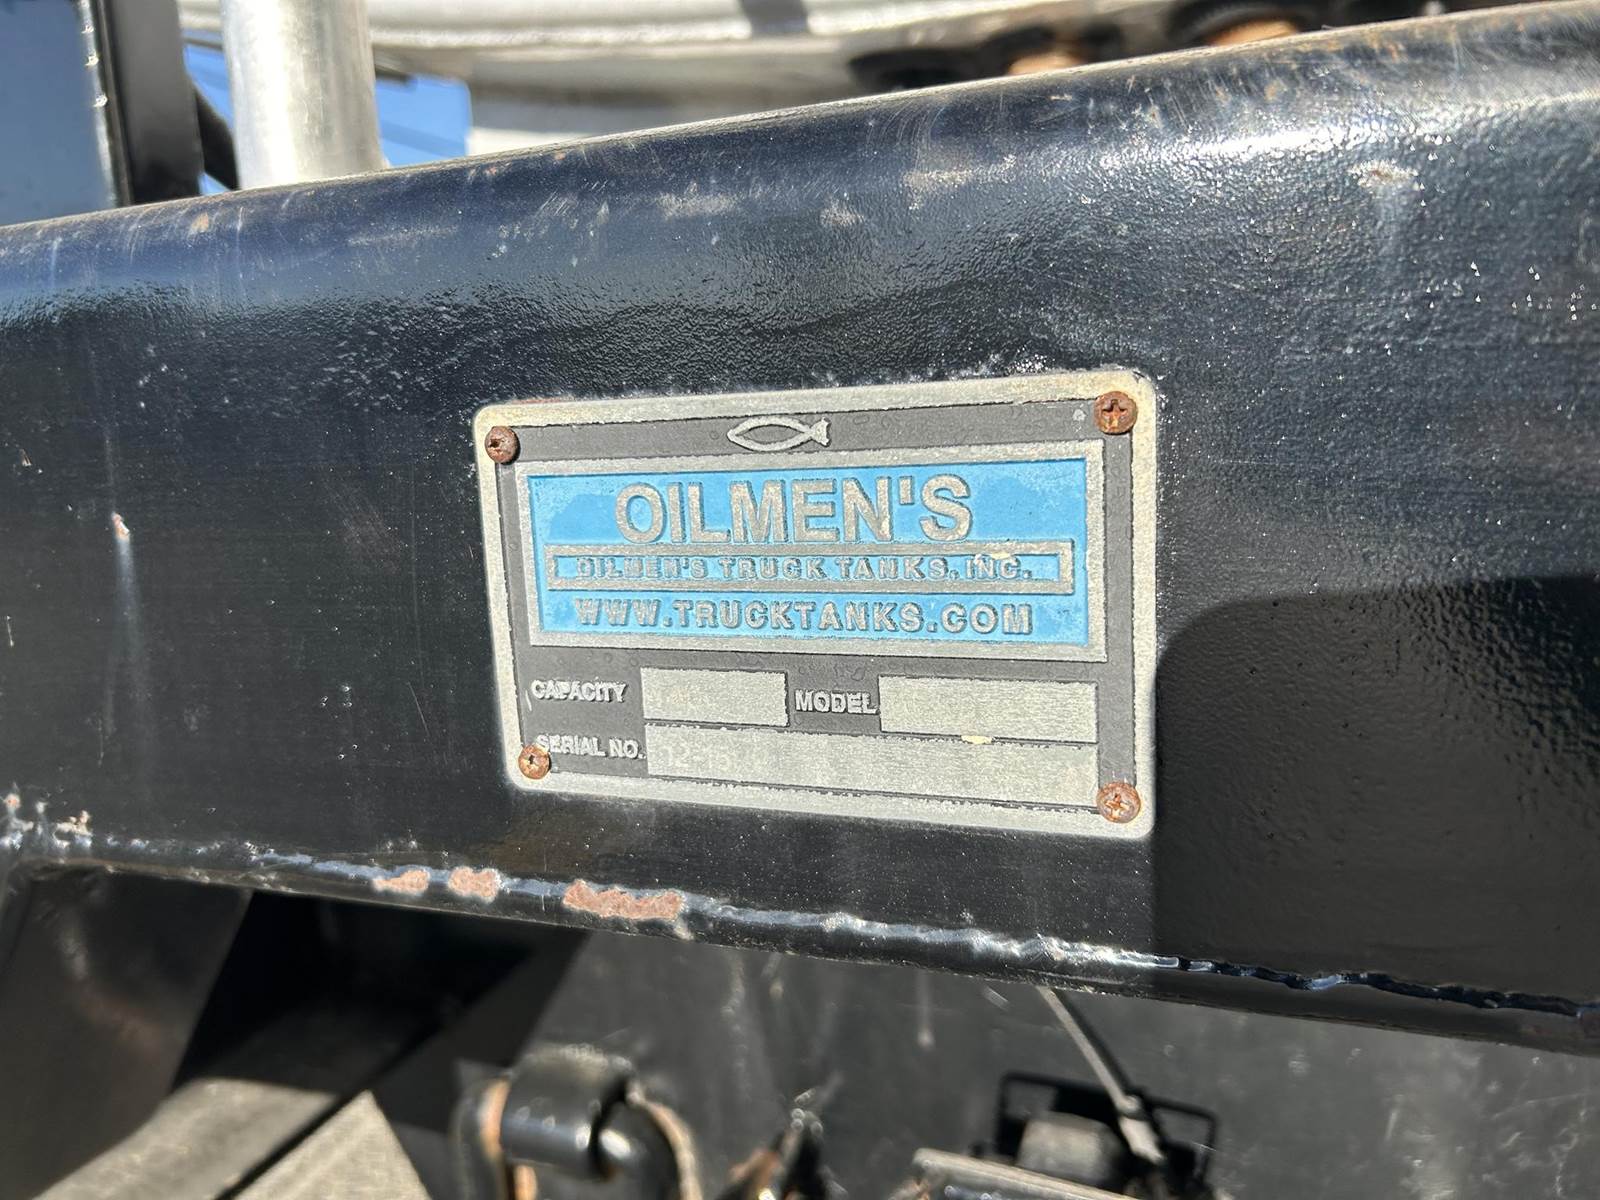 OILMEN'S
OILMEN'S TRUCK TANKS, INC.
WWW.TRUCKTANKS.COM
CAPACITY MODEL
SERIAL NO.